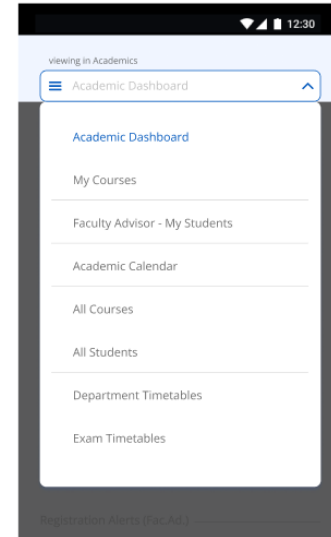 12:30
viewing in Academics
Academic Dashboard
Academic Dashboard
My Courses
Faculty Advisor - My Students
Academic Calendar
All Courses
All Students
Department Timetables
Exam Timetables
Registration Alerts (Fac.Ad.)